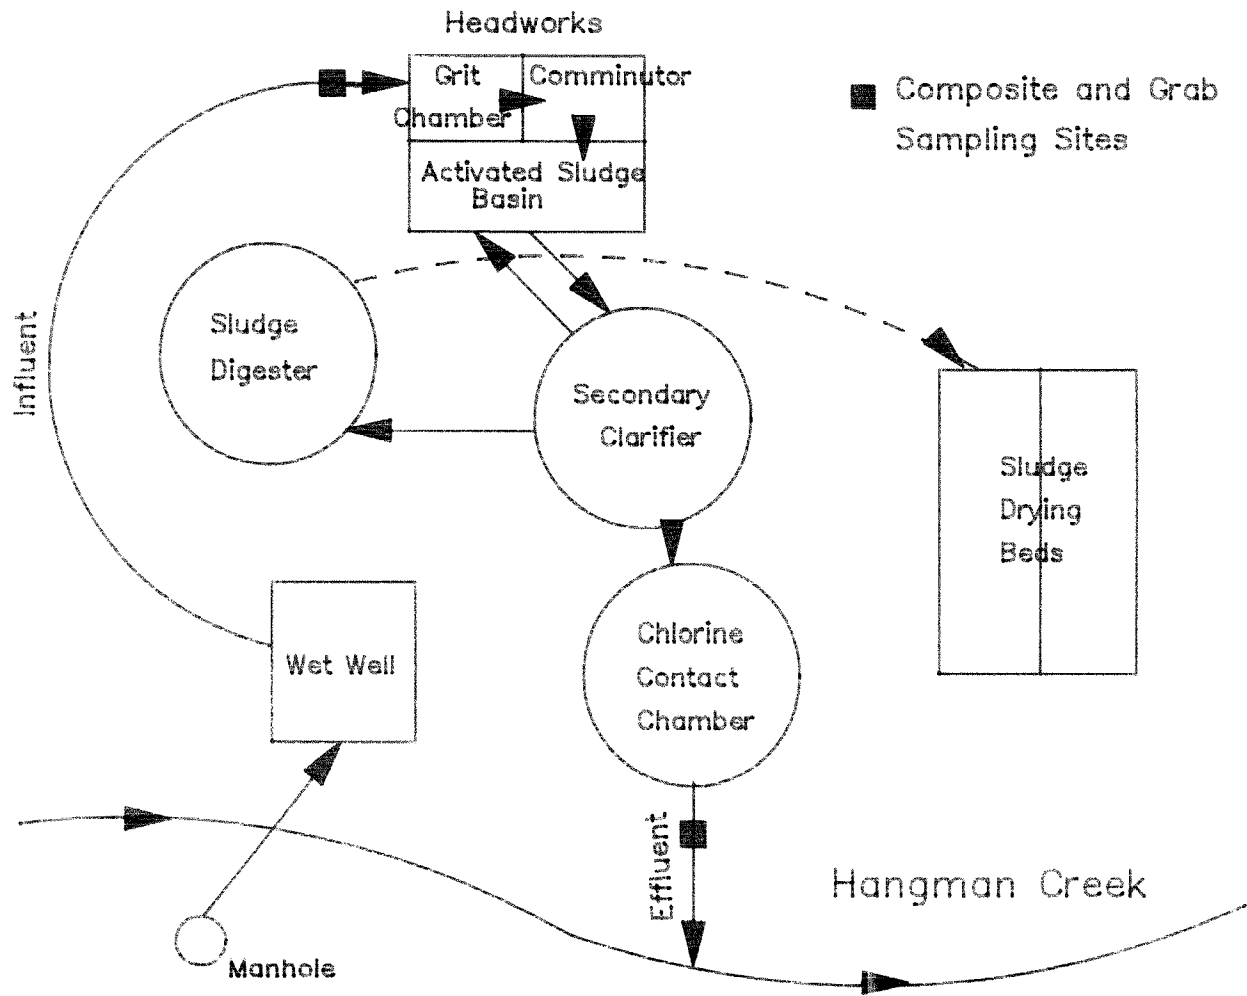 Headworks
Grit
Chamber
Comminutor
Activated Sludge
Basin
Composite and Grab
Sampling Sites
Influent
Sludge
Digester
Secondary
Clarifier
Sludge
Drying
Beds
Wet Well
Chlorine
Contact
Chamber
Effluent
Hangman Creek
Manhole